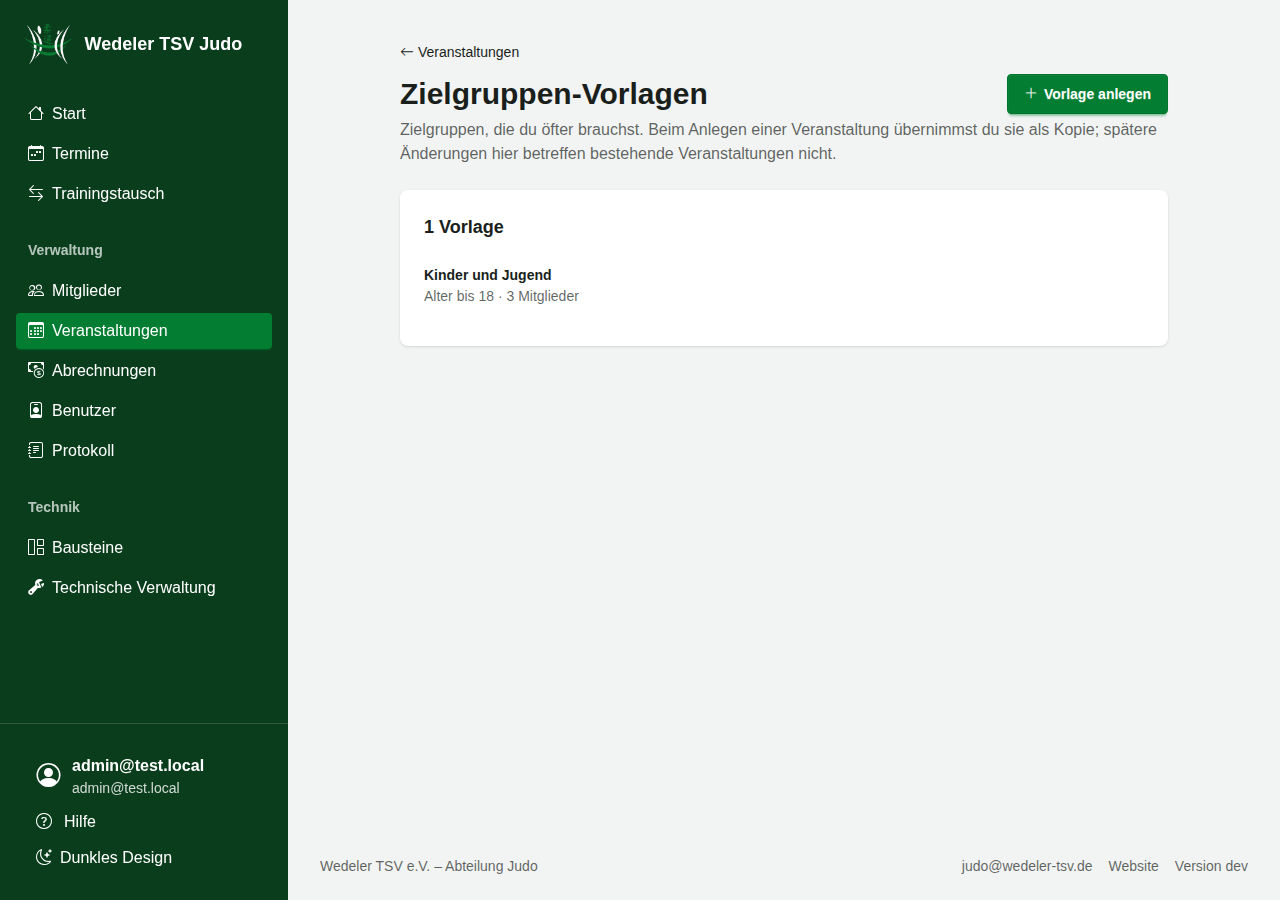 Wedeler TSV Judo
Start
Termine
Trainingstausch
Verwaltung
Mitglieder
Veranstaltungen
Abrechnungen
Benutzer
Protokoll
Technik
Bausteine
Technische Verwaltung
admin@test.local
admin@test.local
Hilfe
Dunkles Design
← Veranstaltungen
Zielgruppen-Vorlagen
+ Vorlage anlegen
Zielgruppen, die du öfter brauchst. Beim Anlegen einer Veranstaltung übernimmst du sie als Kopie; spätere
Änderungen hier betreffen bestehende Veranstaltungen nicht.
1 Vorlage
Kinder und Jugend
Alter bis 18 · 3 Mitglieder
Wedeler TSV e.V. – Abteilung Judo
judo@wedeler-tsv.de Website Version dev